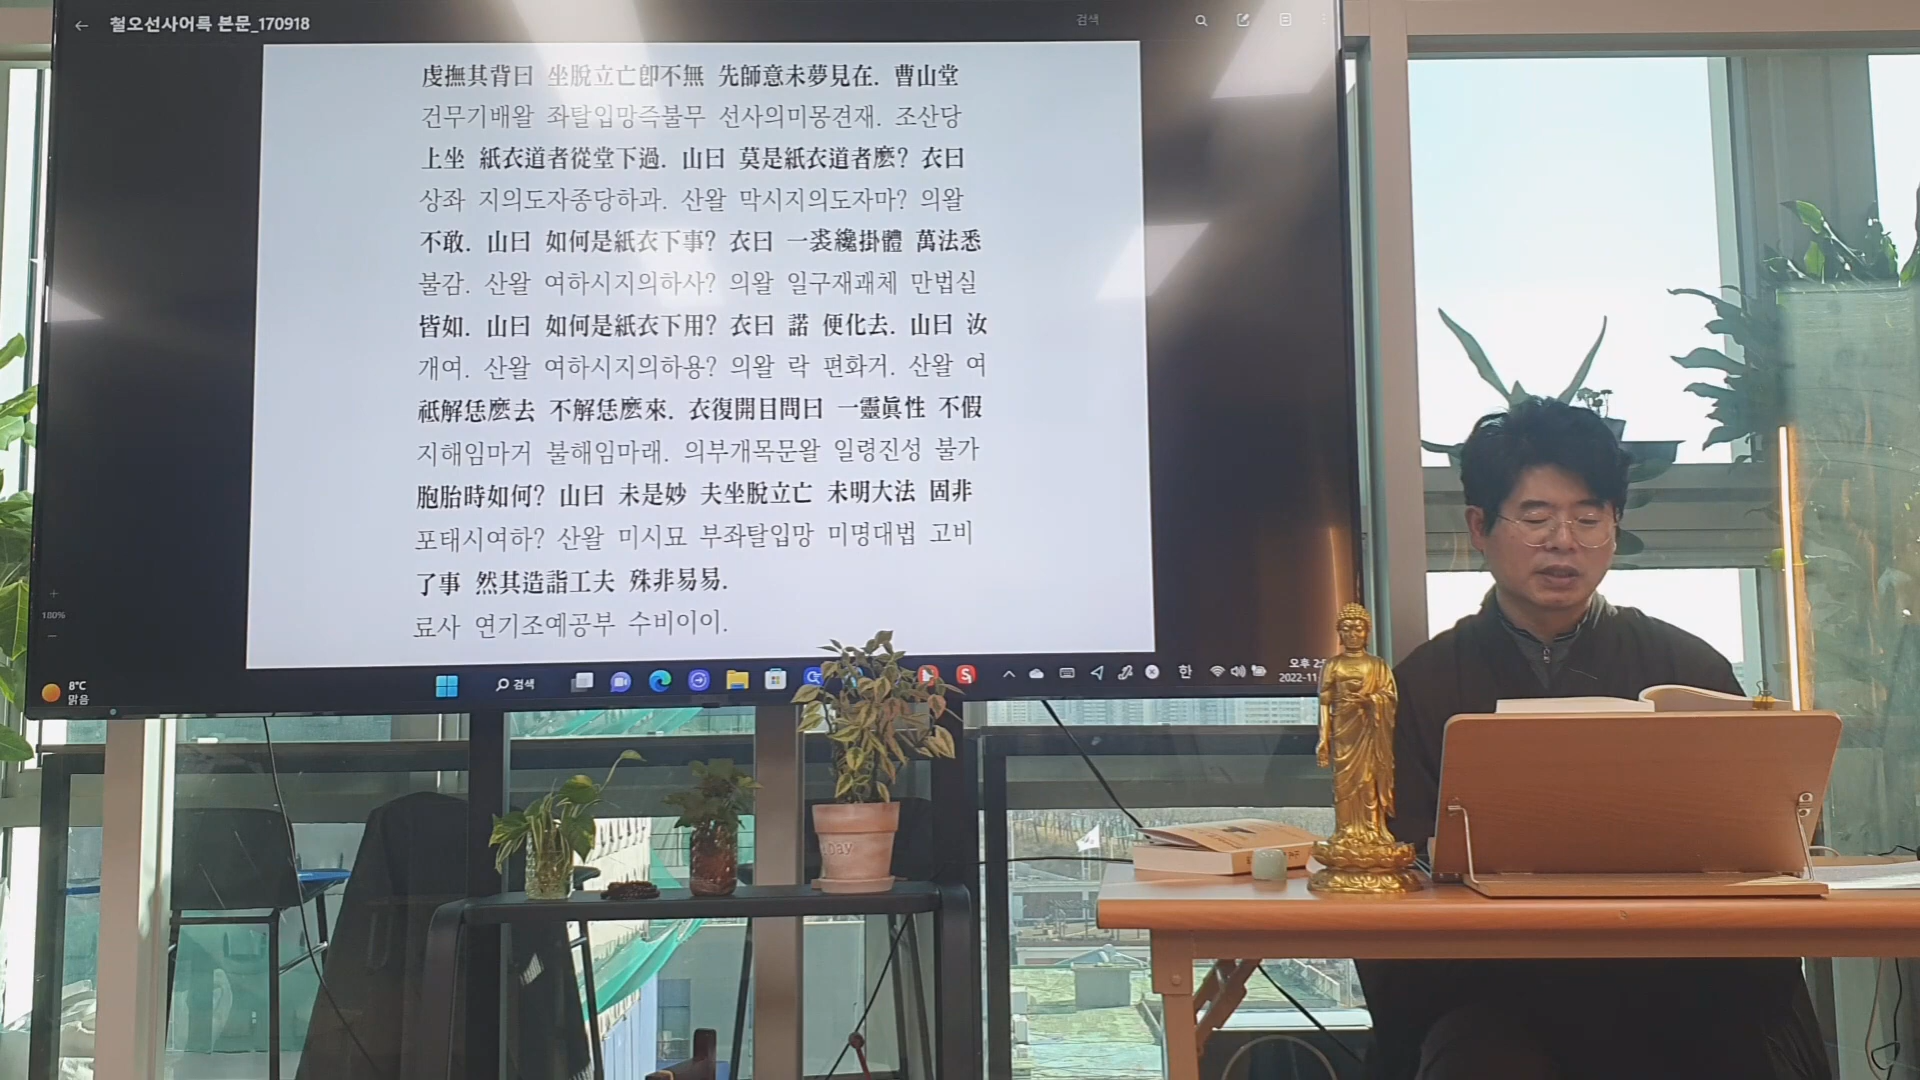 철오선사어록 본문_170918
검색
虔撫其背曰 坐脫立亡卽不無 先師意未夢見在. 曹山堂
건무기배왈 좌탈입망즉불무 선사의미몽견재. 조산당
上坐 紙衣道者從堂下過. 山曰 莫是紙衣道者麽? 衣曰
상좌 지의도자종당하과. 산왈 막시지의도자마? 의왈
不敢. 山曰 如何是紙衣下事? 衣曰 一裘纔掛體 萬法悉
불감. 산왈 여하시지의하사? 의왈 일구재괘체 만법실
皆如. 山曰 如何是紙衣下用? 衣曰 諾 便化去. 山曰 汝
개여. 산왈 여하시지의하용? 의왈 락 편화거. 산왈 여
祗解恁麽去 不解恁麽來. 衣復開目問曰 一靈眞性 不假
지해임마거 불해임마래. 의부개목문왈 일령진성 불가
胞胎時如何? 山曰 未是妙 夫坐脫立亡 未明大法 固非
포태시여하? 산왈 미시묘 부좌탈입망 미명대법 고비
了事 然其造詣工夫 殊非易易.
료사 연기조예공부 수비이이.
180%
8°C
맑음
검색
한
오후 2:
2022-11